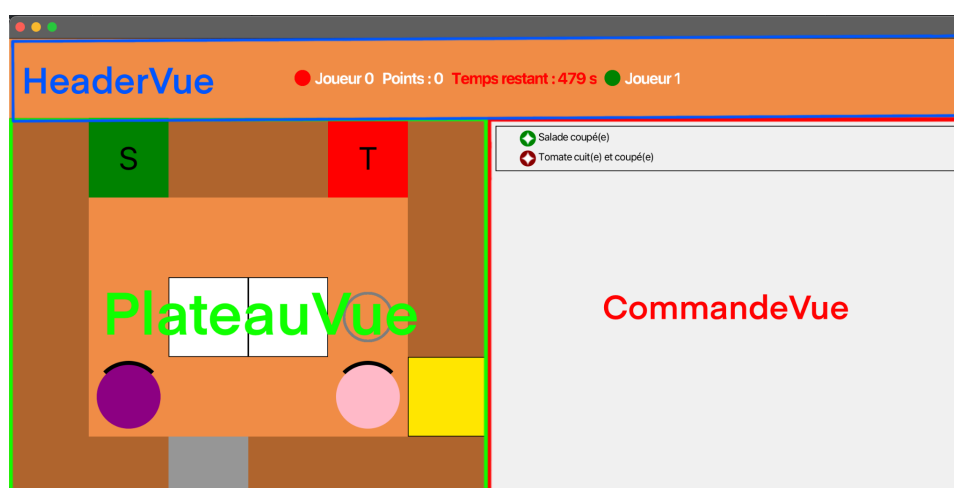 HeaderVue
Joueur 0 Points : 0 Temps restant : 479 s Joueur 1
S
T
Salade coupé(e)
Tomate cuit(e) et coupé(e)
PlateauVue
CommandeVue